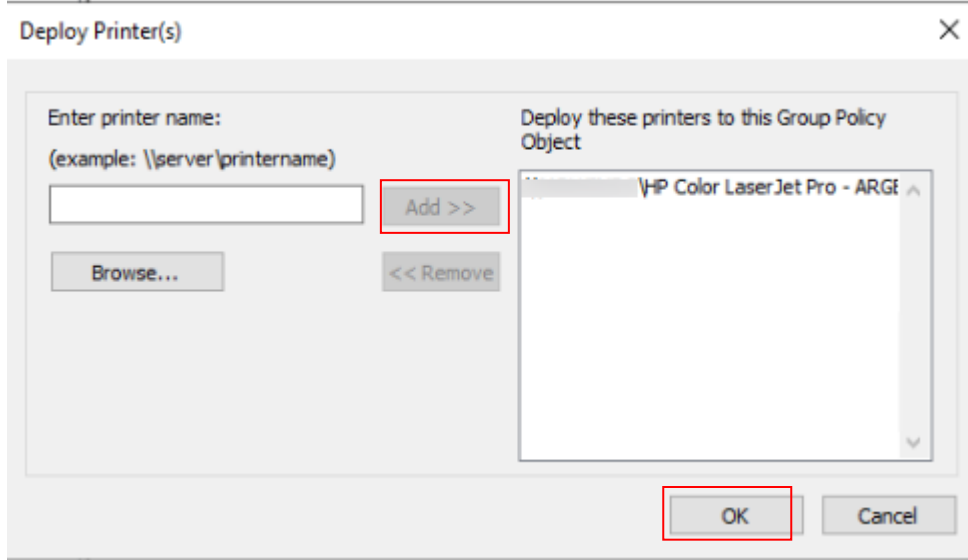 Deploy Printer(s)
Enter printer name:
(example: \\server\printername)
Add >>
Browse...
<< Remove
Deploy these printers to this Group Policy
Object
\HP Color LaserJet Pro - ARGE
OK
Cancel